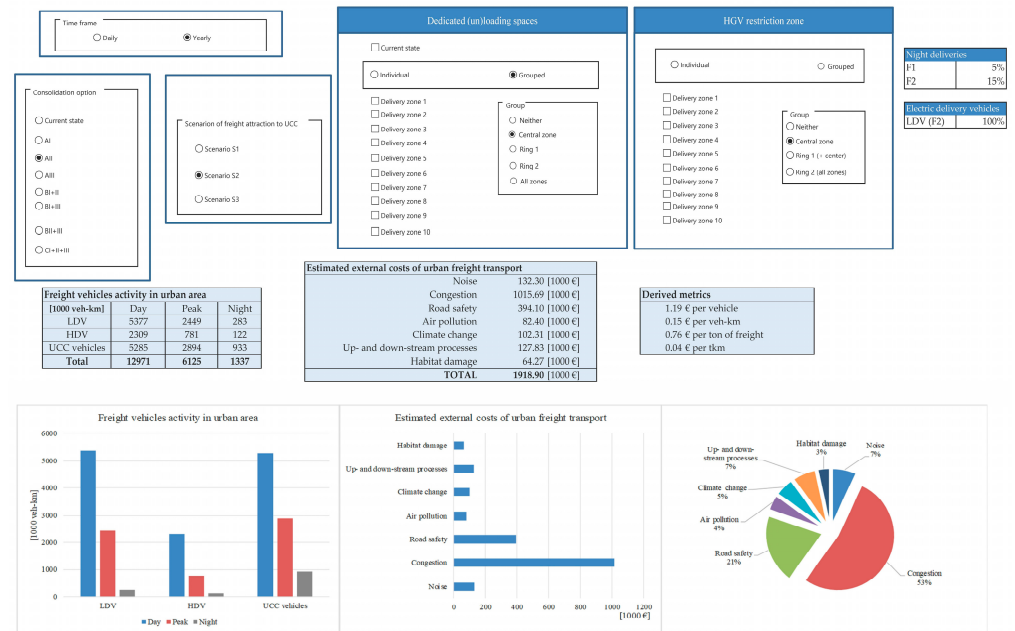 Time frame
Daily
Yearly
Consolidation option
Current state
AI
AII
AIII
BI+II
BI+III
BII+III
CI+II+III
Scenarion of freight attraction to UCC
Scenario S1
Scenario S2
Scenario S3
Dedicated (un)loading spaces
Current state
Individual
Grouped
Delivery zone 1
Delivery zone 2
Delivery zone 3
Delivery zone 4
Delivery zone 5
Delivery zone 6
Delivery zone 7
Delivery zone 8
Delivery zone 9
Delivery zone 10
Group
Neither
Central zone
Ring 1
Ring 2
All zones
HGV restriction zone
Individual
Grouped
Delivery zone 1
Delivery zone 2
Delivery zone 3
Delivery zone 4
Delivery zone 5
Delivery zone 6
Delivery zone 7
Delivery zone 8
Delivery zone 9
Delivery zone 10
Group
Neither
Central zone
Ring 1 (+ center)
Ring 2 (all zones)
Night deliveries
F1 5%
F2 15%
Electric delivery vehicles
LDV (F2) 100%
Freight vehicles activity in urban area
[1000 veh-km] Day Peak Night
LDV 5377 2449 283
HDV 2309 781 122
UCC vehicles 5285 2894 933
Total 12971 6125 1337
Estimated external costs of urban freight transport
Noise 132.30 [1000 €]
Congestion 1015.69 [1000 €]
Road safety 394.10 [1000 €]
Air pollution 82.40 [1000 €]
Climate change 102.31 [1000 €]
Up- and down-stream processes 127.83 [1000 €]
Habitat damage 64.27 [1000 €]
TOTAL 1918.90 [1000 €]
Derived metrics
1.19 € per vehicle
0.15 € per veh-km
0.76 € per ton of freight
0.04 € per tkm
Freight vehicles activity in urban area
[1000 veh-km]
6000
5000
4000
3000
2000
1000
0
LDV HDV UCC vehicles
Day Peak Night
Estimated external costs of urban freight transport
Habitat damage
Up- and down-stream processes
Climate change
Air pollution
Road safety
Congestion
Noise
0 200 400 600 800 1000 1200
[1000 €]
Up- and down-
stream processes
7%
Habitat damage
3%
Noise
7%
Climate change
5%
Air pollution
4%
Road safety
21%
Congestion
53%